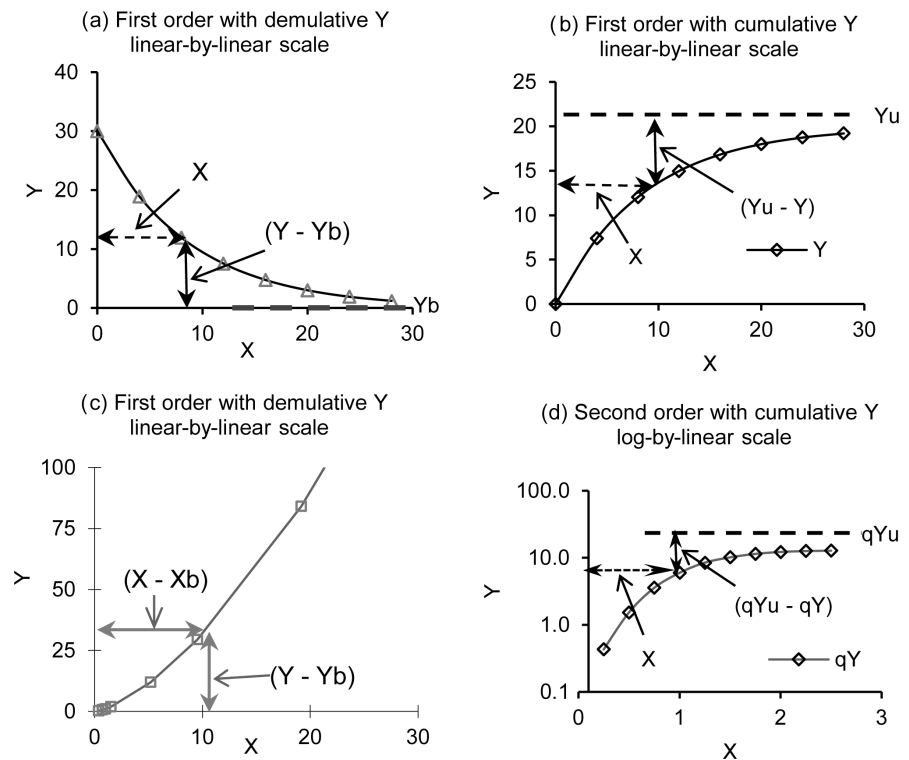 (a) First order with demulative Y
linear-by-linear scale
40
30
20
10
0
Y
X
(Y - Yb)
Yb
0
10
20
30
X
(b) First order with cumulative Y
linear-by-linear scale
25
20
15
10
5
0
Y
Yu
(Yu - Y)
X
Y
0
10
20
30
X
(c) First order with demulative Y
linear-by-linear scale
100
75
50
25
0
Y
(X - Xb)
(Y - Yb)
0
10
20
30
X
(d) Second order with cumulative Y
log-by-linear scale
100.0
10.0
1.0
0.1
Y
qYu
(qYu - qY)
X
qY
0
1
2
3
X